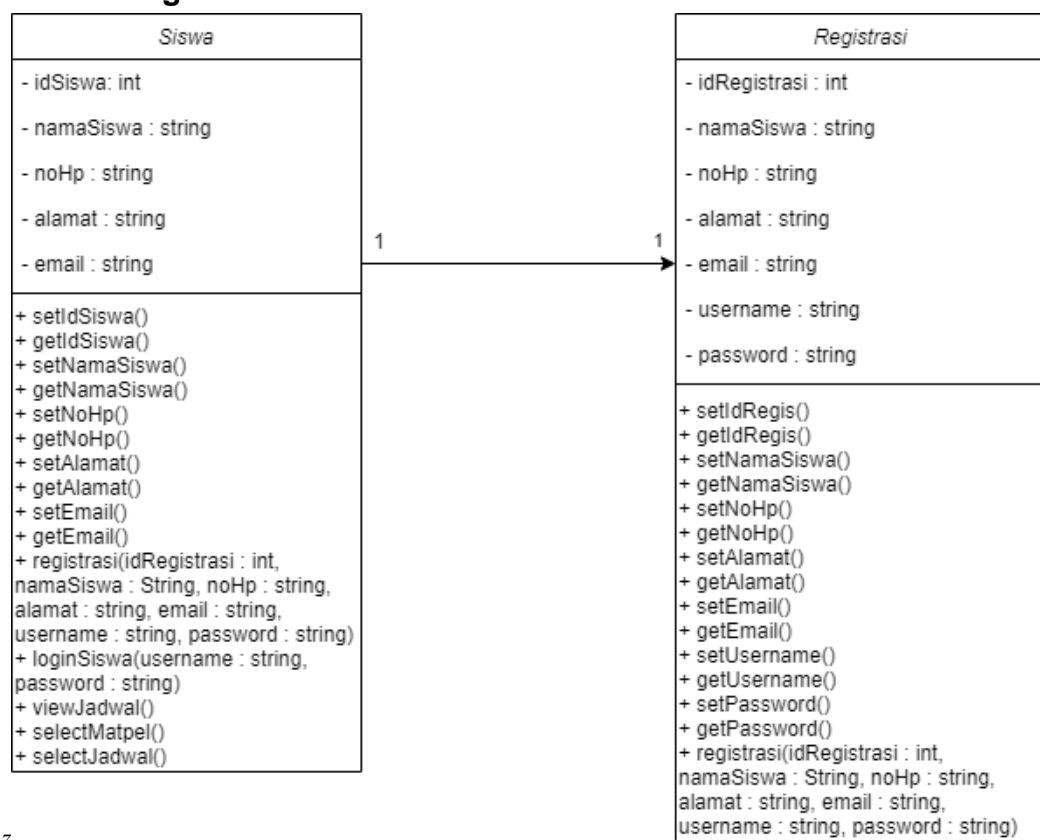 Siswa
- idSiswa: int
- namaSiswa : string
- noHp : string
- alamat : string
- email : string
+ setIdSiswa()
+ getIdSiswa()
+ setNamaSiswa()
+ getNamaSiswa()
+ setNoHp()
+ getNoHp()
+ setAlamat()
+ getAlamat()
+ setEmail()
+ getEmail()
+ registrasi(idRegistrasi : int,
namaSiswa : String, noHp : string,
alamat : string, email : string,
username : string, password : string)
+ loginSiswa(username : string,
password : string)
+ viewJadwal()
+ selectMatpel()
+ selectJadwal()
1
1
Registrasi
- idRegistrasi : int
- namaSiswa : string
- noHp : string
- alamat : string
- email : string
- username : string
- password : string
+ setIdRegis()
+ getIdRegis()
+ setNamaSiswa()
+ getNamaSiswa()
+ setNoHp()
+ getNoHp()
+ setAlamat()
+ getAlamat()
+ setEmail()
+ getEmail()
+ setUsername()
+ getUsername()
+ setPassword()
+ getPassword()
+ registrasi(idRegistrasi : int,
namaSiswa : String, noHp : string,
alamat : string, email : string,
username : string, password : string)